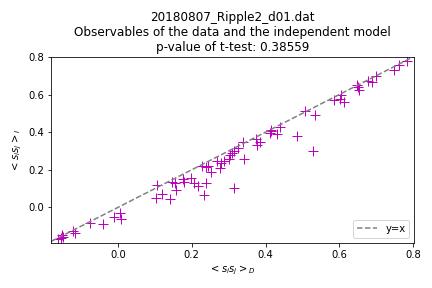 20180807_Ripple2_d01.dat
Observables of the data and the independent model
p-value of t-test: 0.38559
0.8
0.6
0.4
0.2
0.0
< s_i s_j >_I
y=x
0.0 0.2 0.4 0.6 0.8
< s_i s_j >_D